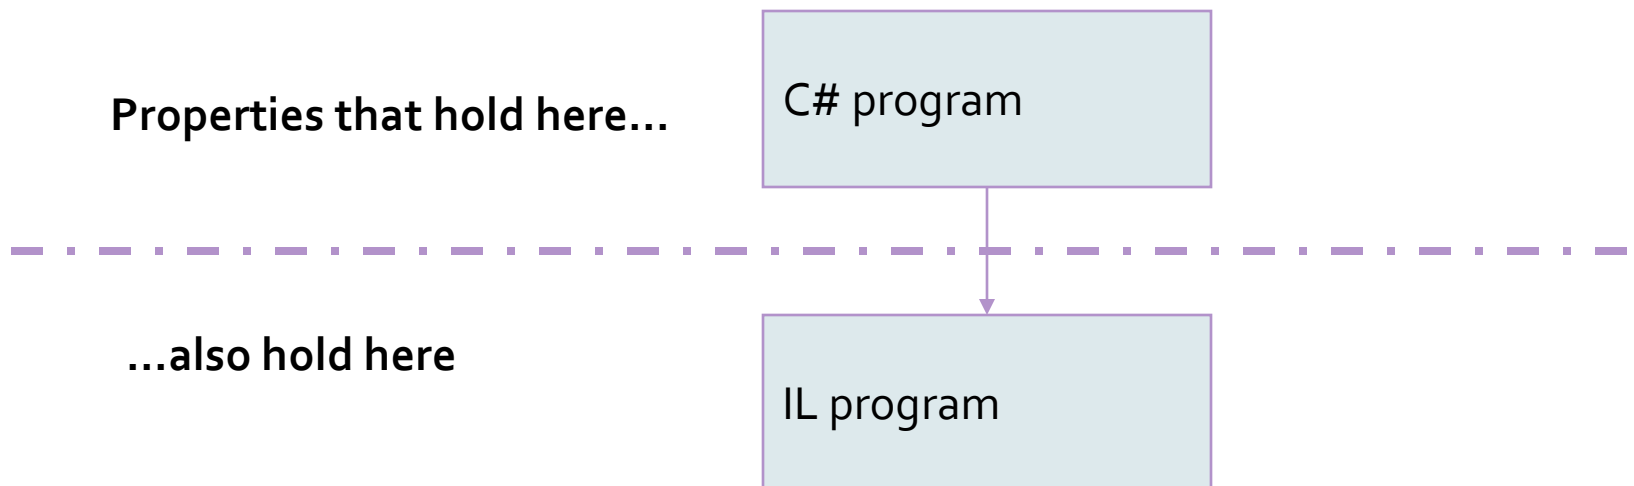 C# program
Properties that hold here...
...also hold here
IL program